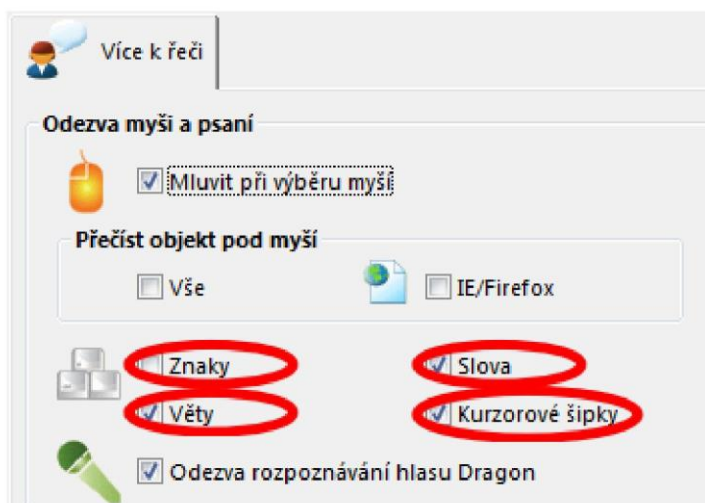 Více k řeči
Odezva myši a psaní
Mluvit při výběru myší
Přečíst objekt pod myší
Vše IE/Firefox
Znaky Slova
Věty Kurzorové šipky
Odezva rozpoznávání hlasu Dragon